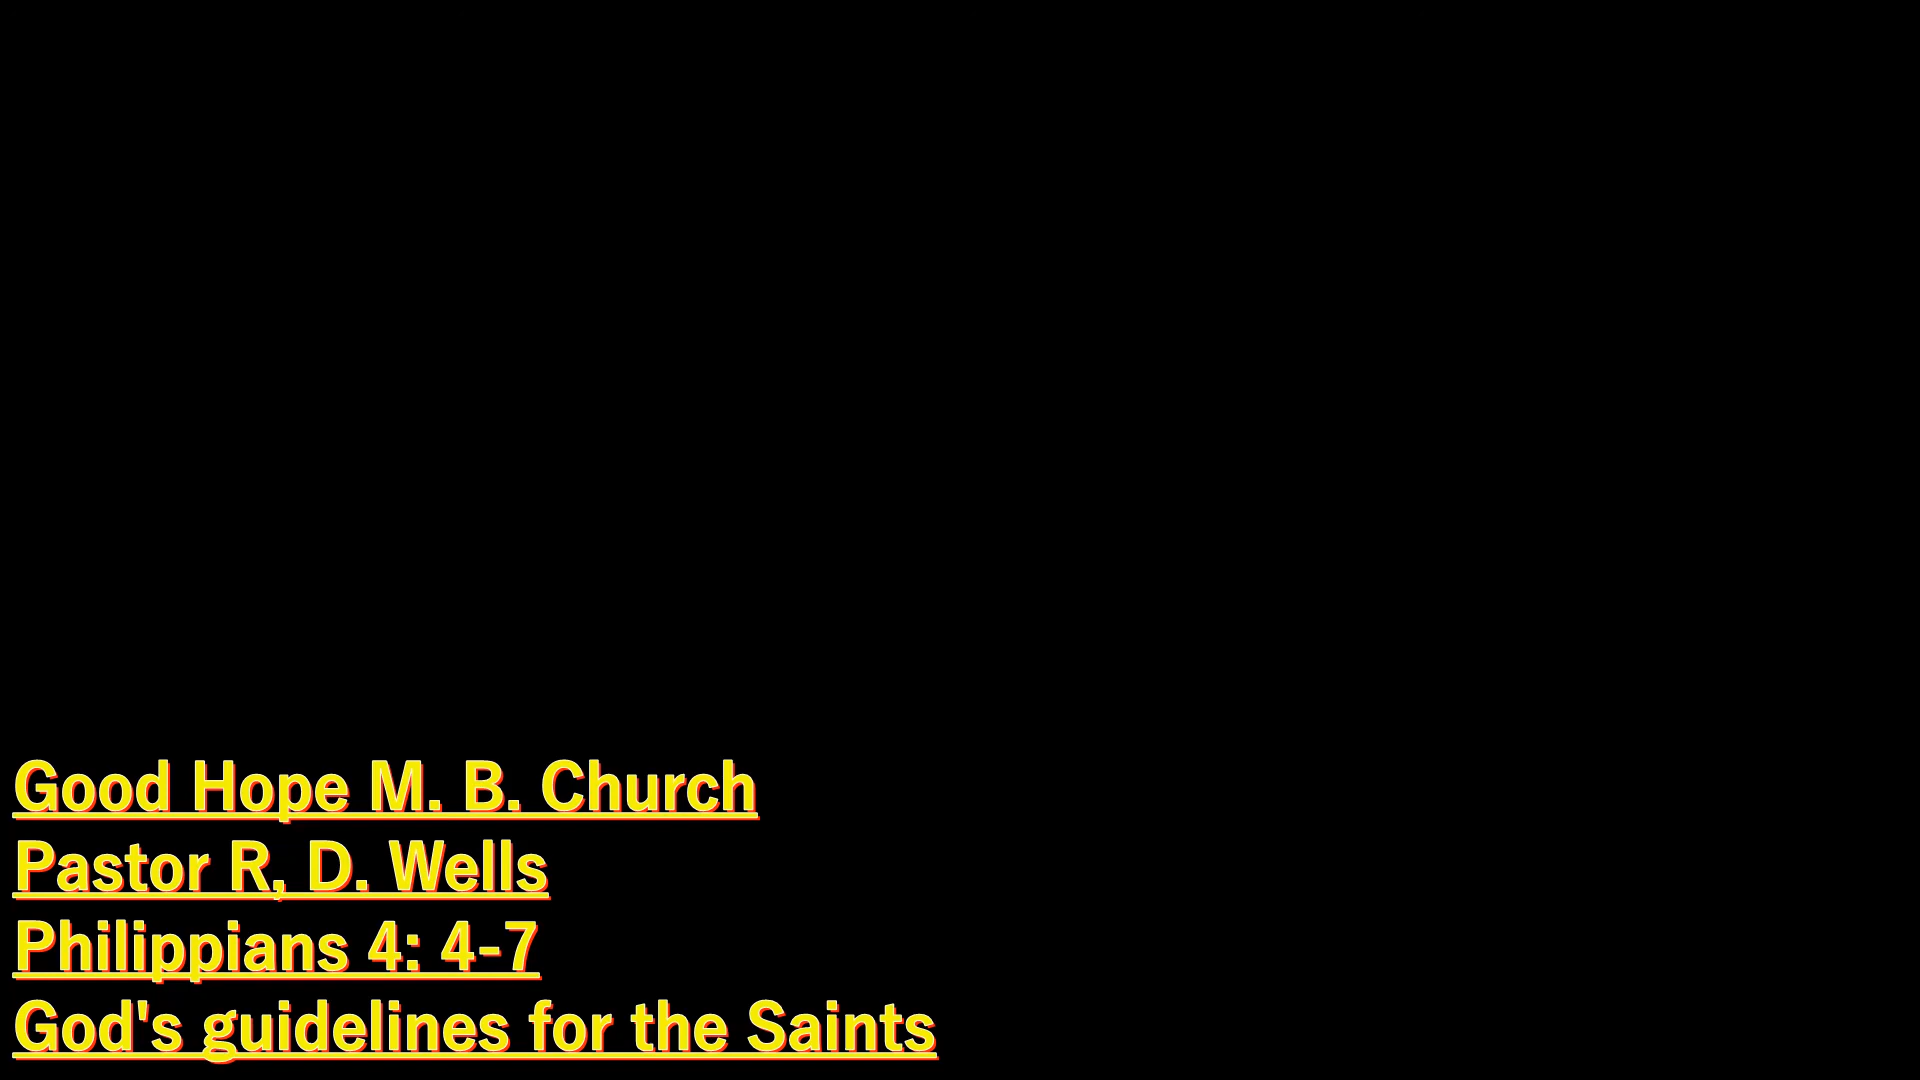 Good Hope M. B. Church
Pastor R, D. Wells
Philippians 4: 4-7
God's guidelines for the Saints